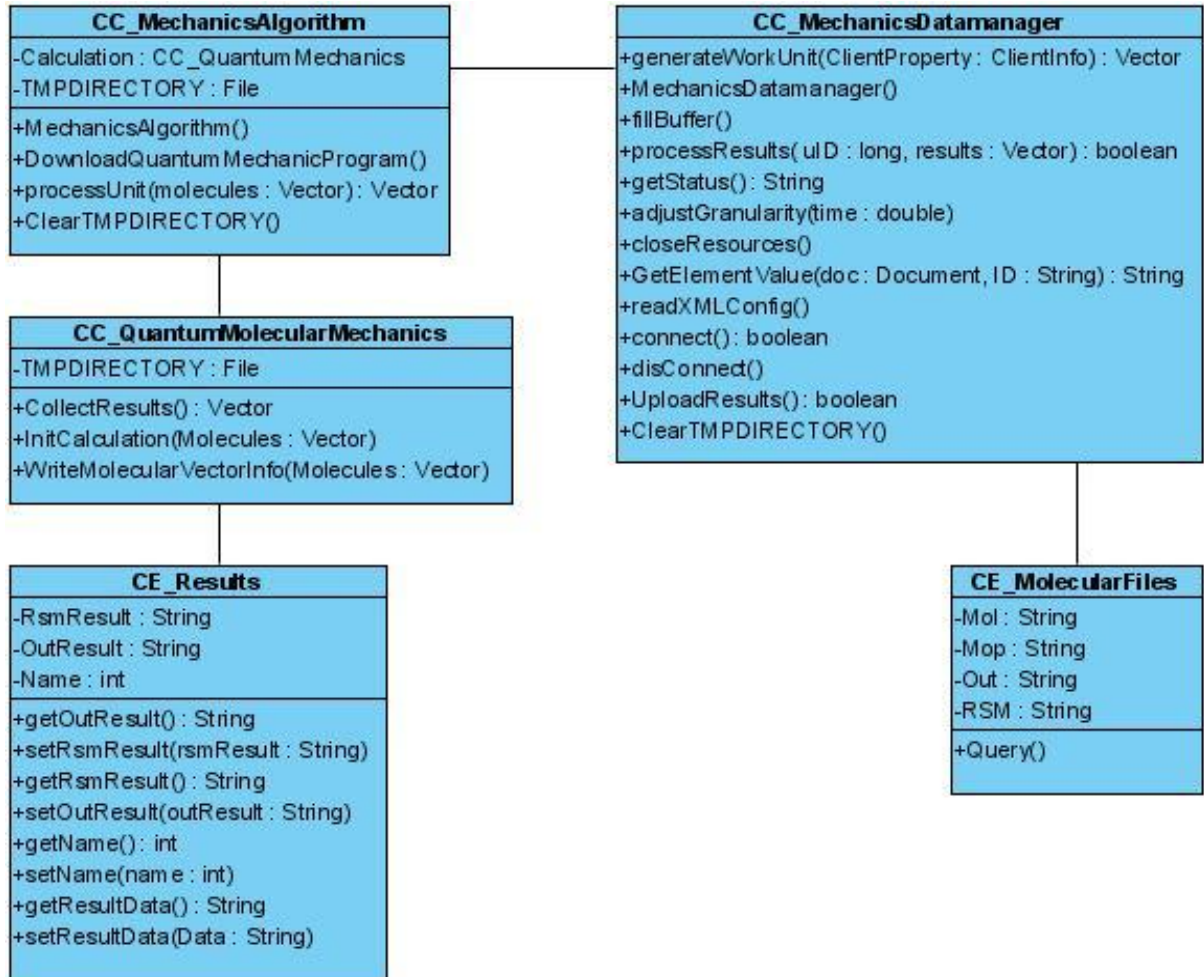 CC_MechanicsAlgorithm
-Calculation : CC_QuantumMechanics
-TMPDIRECTORY : File
+MechanicsAlgorithm()
+DownloadQuantumMechanicProgram()
+processUnit(molecules : Vector) : Vector
+ClearTMPDIRECTORY()
CC_MechanicsDatamanager
+generateWorkUnit(ClientProperty : ClientInfo) : Vector
+MechanicsDatamanager()
+fillBuffer()
+processResults( uID : long, results : Vector) : boolean
+getStatus() : String
+adjustGranularity(time : double)
+closeResources()
+GetElementValue(doc : Document, ID : String) : String
+readXMLConfig()
+connect() : boolean
+disConnect()
+UploadResults() : boolean
+ClearTMPDIRECTORY()
CC_QuantumMolecularMechanics
-TMPDIRECTORY : File
+CollectResults() : Vector
+InitCalculation(Molecules : Vector)
+WriteMolecularVectorInfo(Molecules : Vector)
CE_Results
-RsmResult : String
-OutResult : String
-Name : int
+getOutResult() : String
+setRsmResult(rsmResult : String)
+getRsmResult() : String
+setOutResult(outResult : String)
+getName() : int
+setName(name : int)
+getResultData() : String
+setResultData(Data : String)
CE_MolecularFiles
-Mol : String
-Mop : String
-Out : String
-RSM : String
+Query()